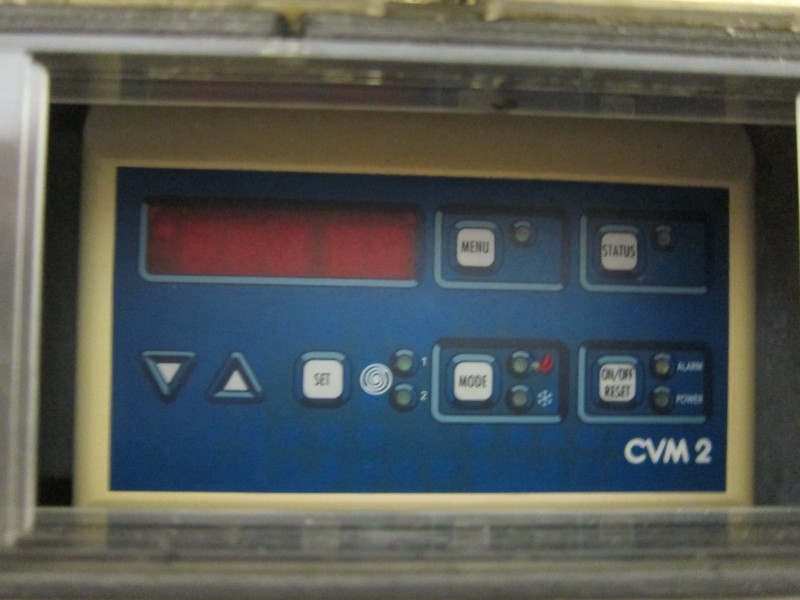 MENU
STATUS
SET
1
2
MODE
ON/OFF
RESET
ALARM
POWER
CVM 2